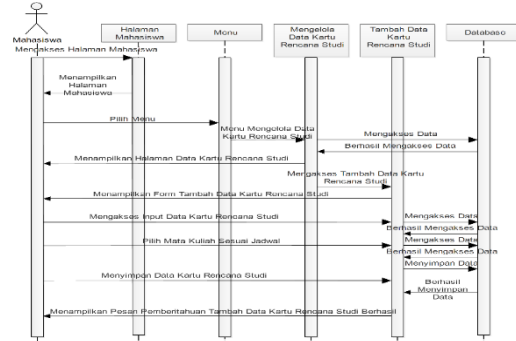 Mahasiswa
Halaman
Mahasiswa
Menu
Mengelola
Data Kartu
Rencana Studi
Tambah Data
Kartu
Rencana Studi
Database
Mengakses Halaman Mahasiswa
Menampilkan
Halaman
Mahasiswa
Pilih Menu
Menu Mengelola Data
Kartu Rencana Studi
Mengakses Data
Berhasil Mengakses Data
Menampilkan Halaman Data Kartu Rencana Studi
Mengakses Tambah Data Kartu
Rencana Studi
Menampilkan Form Tambah Data Kartu Rencana Studi
Mengakses Input Data Kartu Rencana Studi
Mengakses Data
Berhasil Mengakses Data
Pilih Mata Kuliah Sesuai Jadwal
Mengakses Data
Berhasil Mengakses Data
Menyimpan Data
Menyimpan Data Kartu Rencana Studi
Berhasil
Menyimpan
Data
Menampilkan Pesan Pemberitahuan Tambah Data Kartu Rencana Studi Berhasil